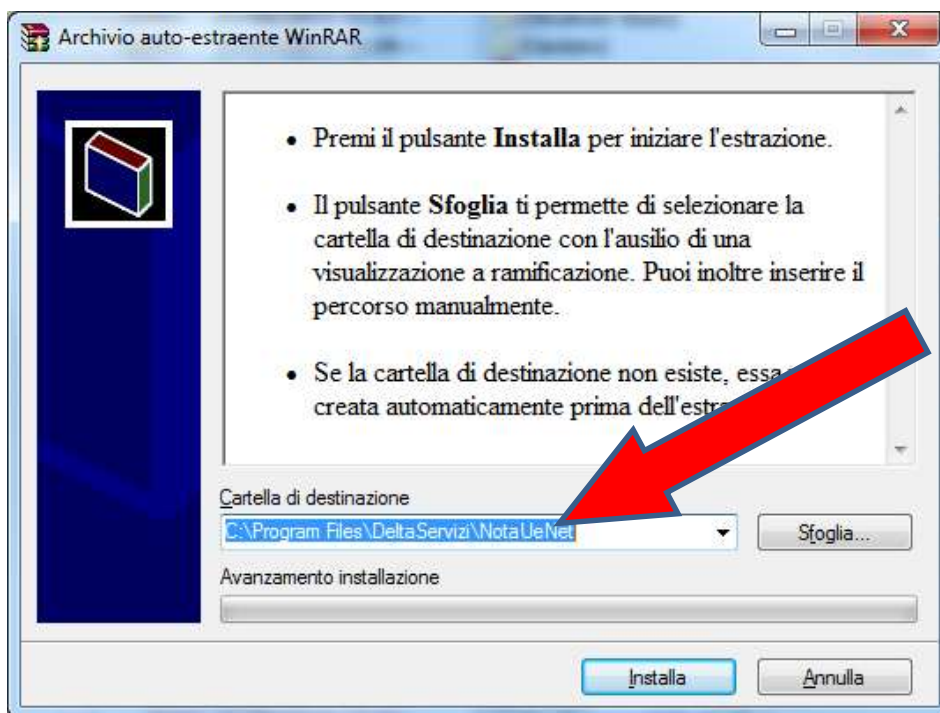 Archivio auto-estraente WinRAR
• Premi il pulsante Installa per iniziare l'estrazione.
• Il pulsante Sfoglia ti permette di selezionare la
cartella di destinazione con l'ausilio di una
visualizzazione a ramificazione. Puoi inoltre inserire il
percorso manualmente.
• Se la cartella di destinazione non esiste, essa
creata automaticamente prima
Cartella di destinazione
C:\Program Files\DeltaServizi\NotaUeNet
Sfoglia...
Avanzamento installazione
Installa
Annulla